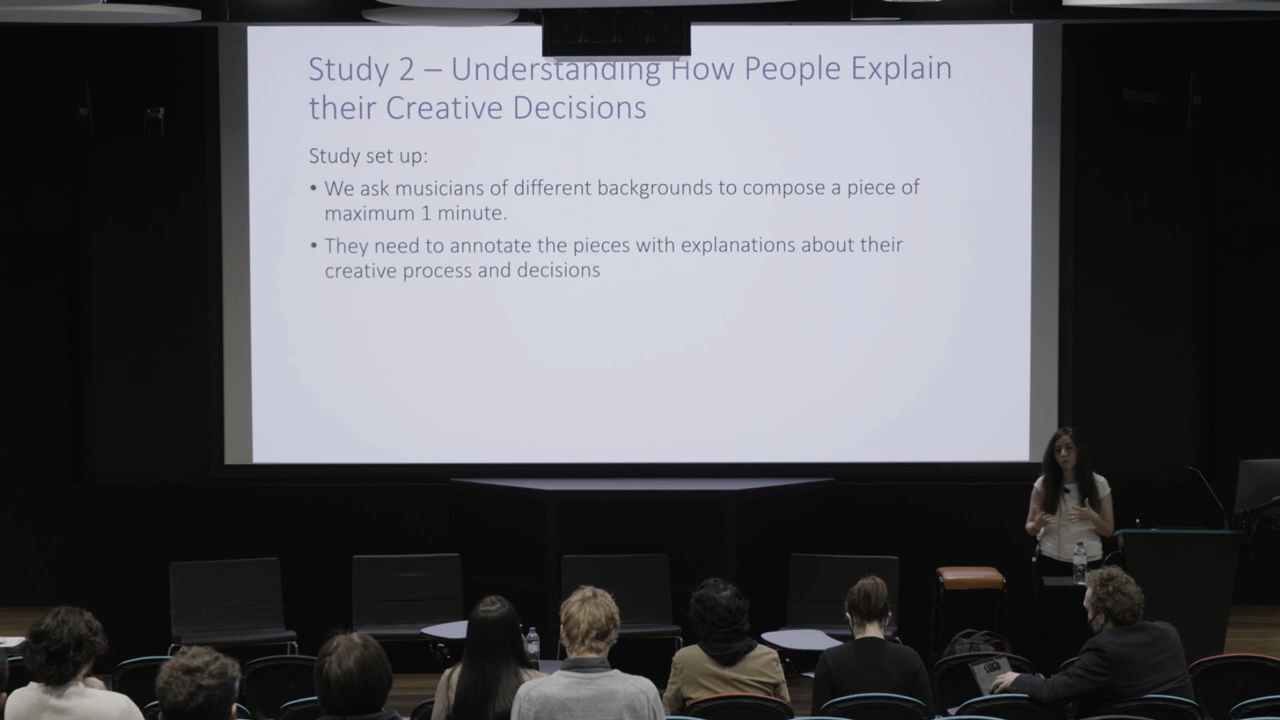 Study 2 – Understanding How People Explain
their Creative Decisions
Study set up:
• We ask musicians of different backgrounds to compose a piece of
maximum 1 minute.
• They need to annotate the pieces with explanations about their
creative process and decisions